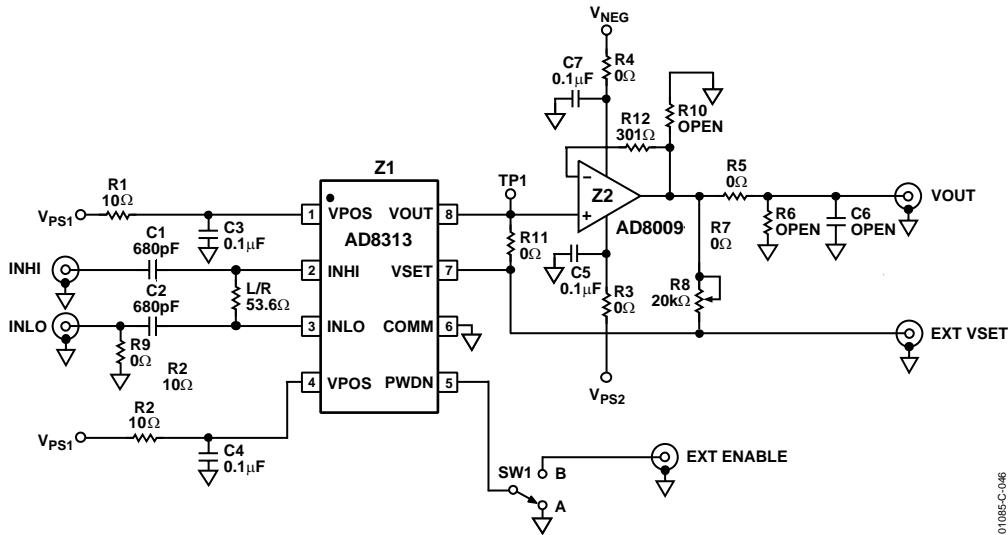 VNEG
C7
0.1µF
R4
0Ω
R10
OPEN
R12
301Ω
Z1
TP1
Z2
AD8009
R5
0Ω
VOUT
R1
10Ω
VPS1
C3
0.1µF
1 VPOS VOUT 8
AD8313
R11
0Ω
R7
0Ω
R6
OPEN
C6
OPEN
C1
680pF
INHI
2 INHI VSET 7
C5
0.1µF
R3
0Ω
R8
20kΩ
C2
680pF
L/R
53.6Ω
INLO
3 INLO COMM 6
EXT VSET
R9
0Ω
R2
10Ω
4 VPOS PWDN 5
VPS2
R2
10Ω
VPS1
C4
0.1µF
SW1
B
A
EXT ENABLE
01085-C-046